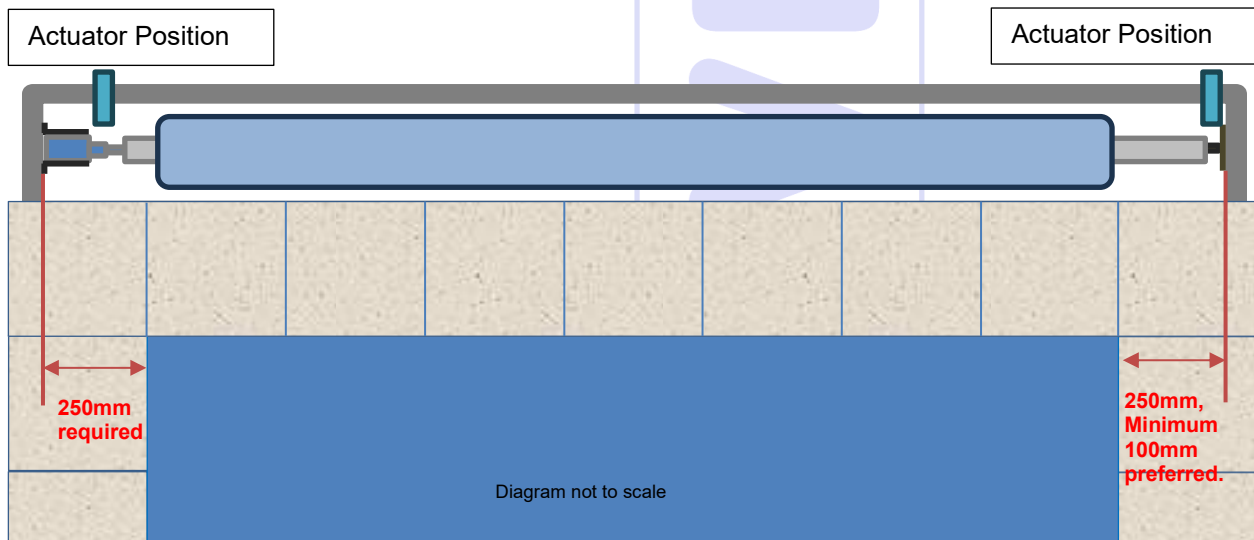 Actuator Position
Actuator Position
250mm
required
250mm,
Minimum
100mm
preferred.
Diagram not to scale